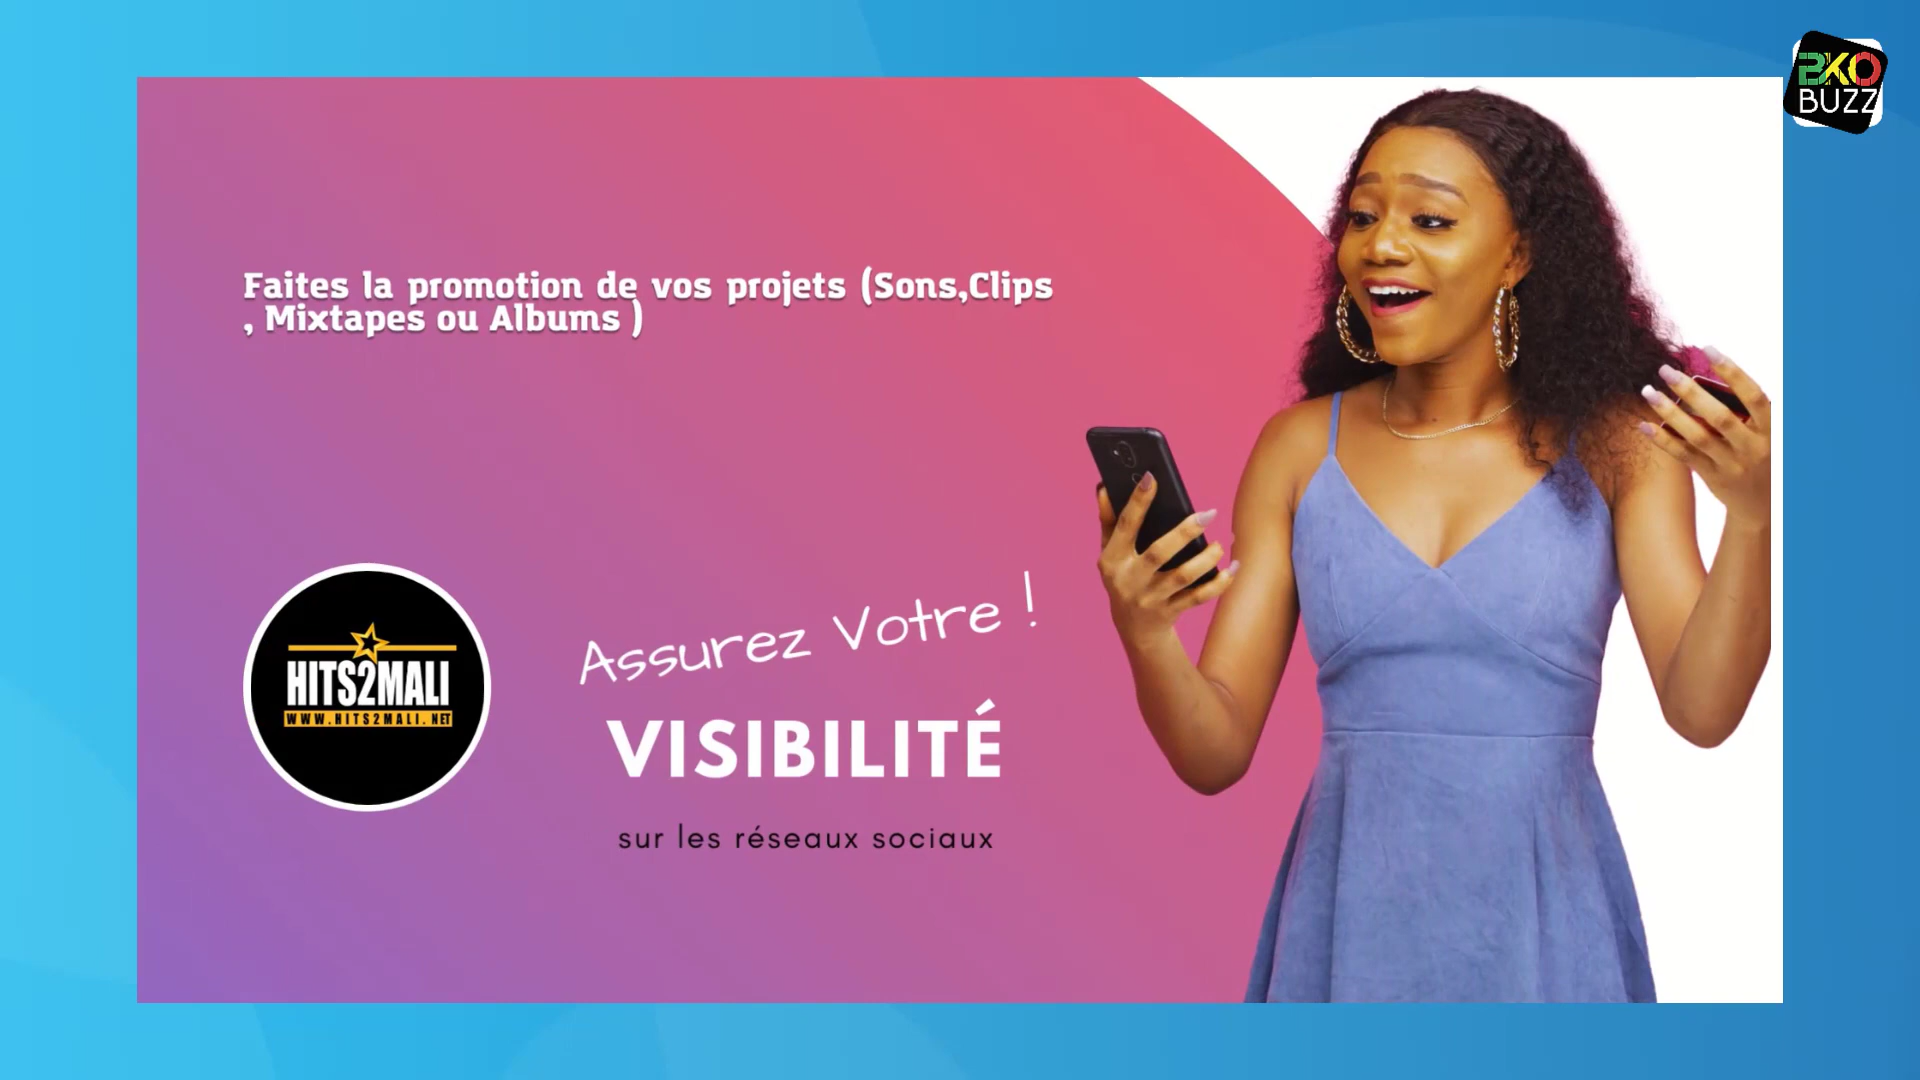 BKO
BUZZ
Faites la promotion de vos projets (Sons,Clips
, Mixtapes ou Albums )
HITS2MALI
WWW.HITS2MALI.NET
Assurez Votre !
VISIBILITÉ
sur les réseaux sociaux